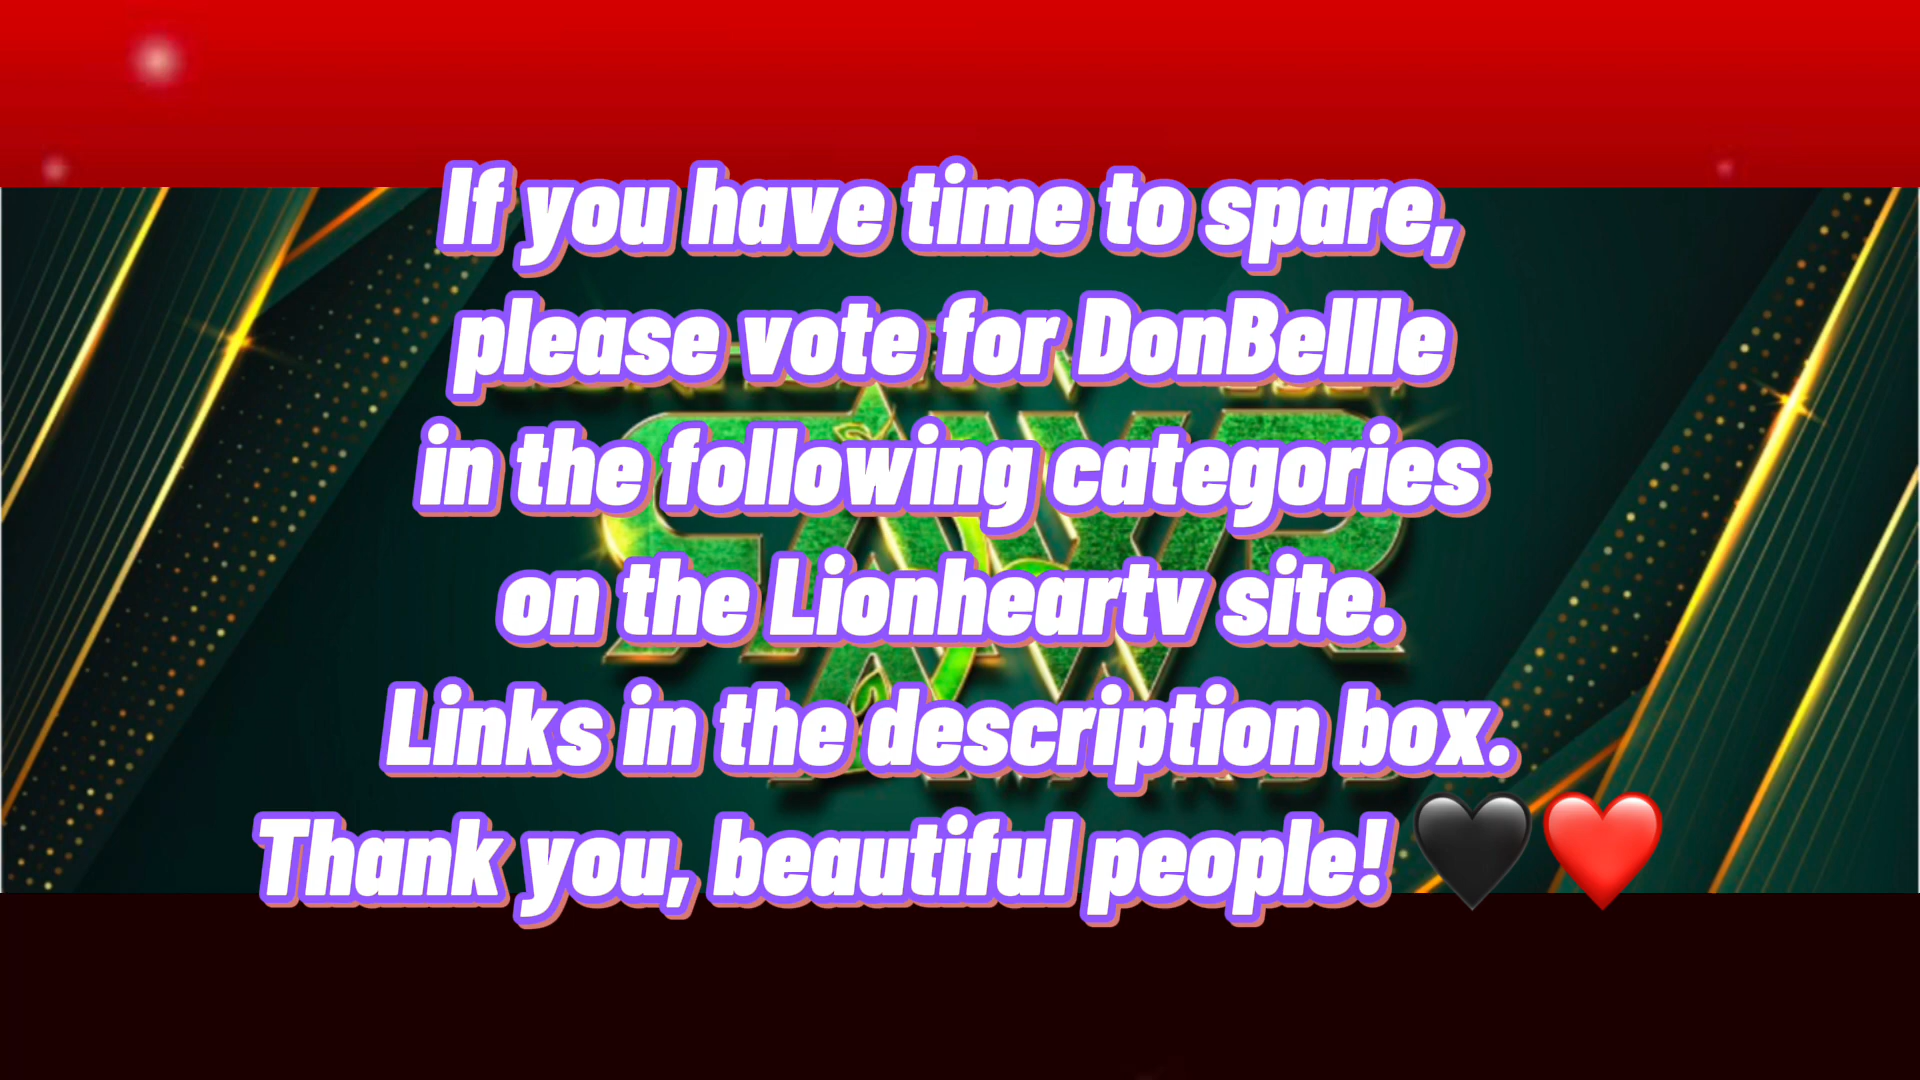 If you have time to spare,
please vote for DonBellle
in the following categories
on the Lionheartv site.
Links in the description box.
Thank you, beautiful people! 🖤❤️